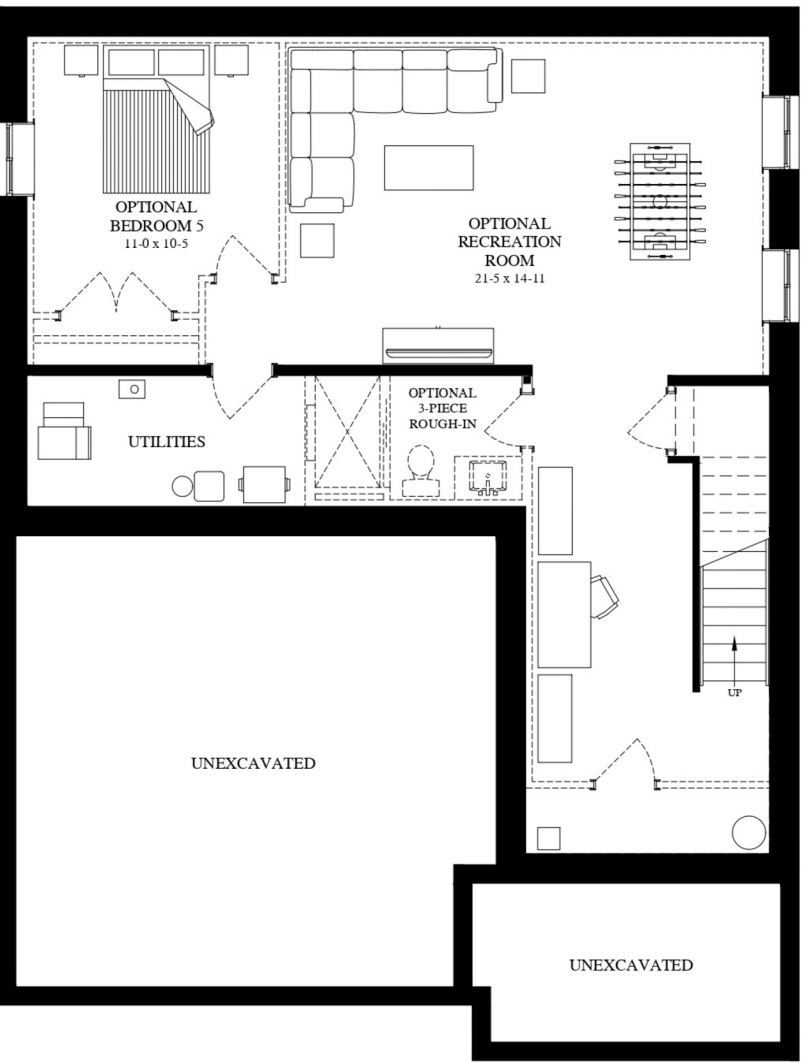 OPTIONAL
BEDROOM 5
11-0 x 10-5
OPTIONAL
RECREATION
ROOM
21-5 x 14-11
OPTIONAL
3-PIECE
ROUGH-IN
UTILITIES
UP
UNEXCAVATED
UNEXCAVATED